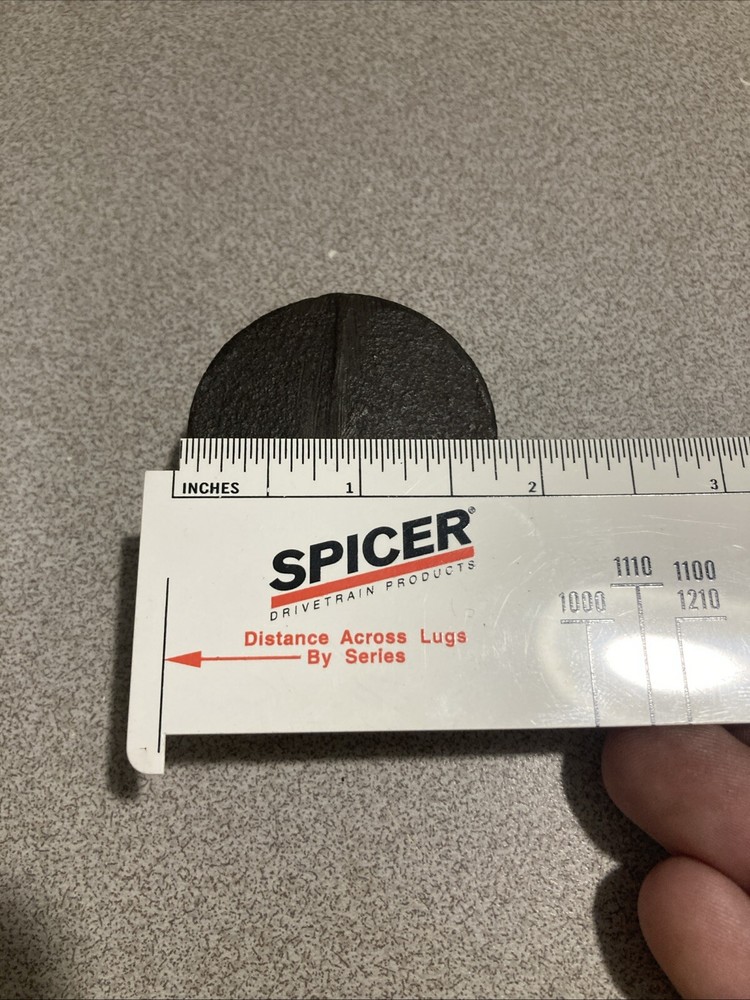 INCHES 1 2 3
SPICER®
DRIVETRAIN PRODUCTS
1110 1100
1000 1210
Distance Across Lugs
By Series